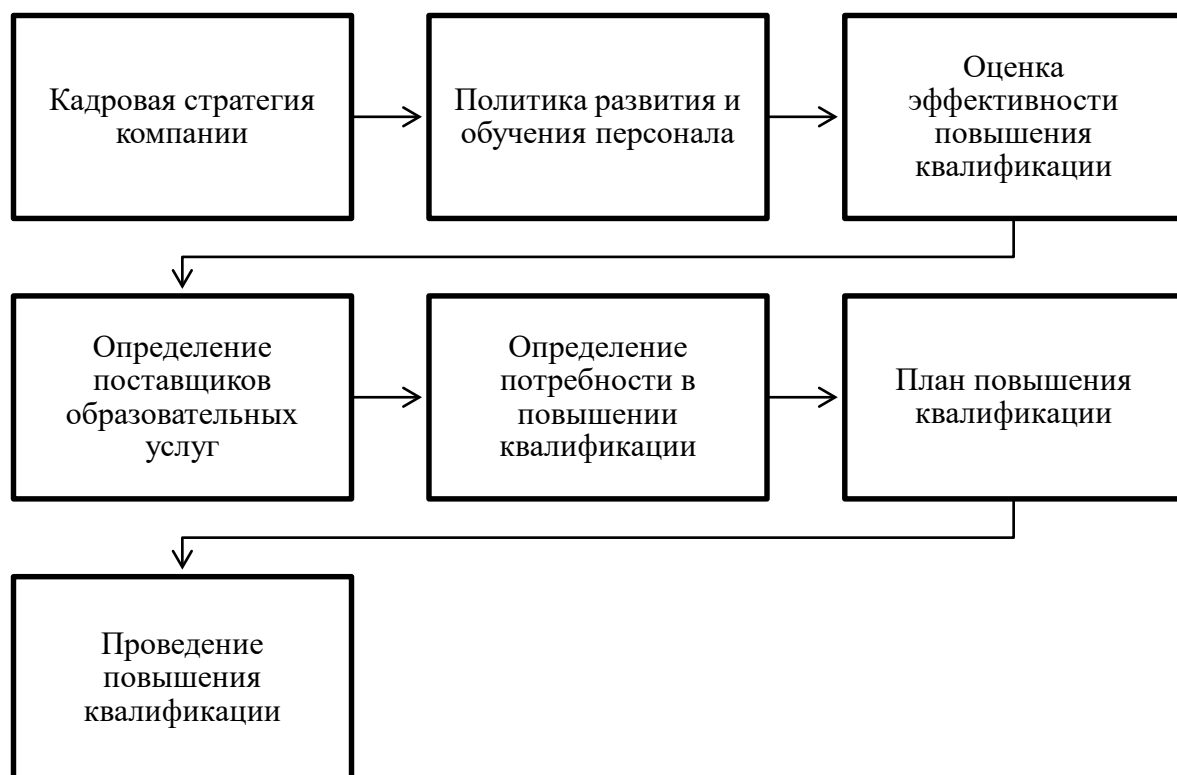 Кадровая стратегия
компании
Политика развития и
обучения персонала
Оценка
эффективности
повышения
квалификации
Определение
поставщиков
образовательных
услуг
Определение
потребности в
повышении
квалификации
План повышения
квалификации
Проведение
повышения
квалификации